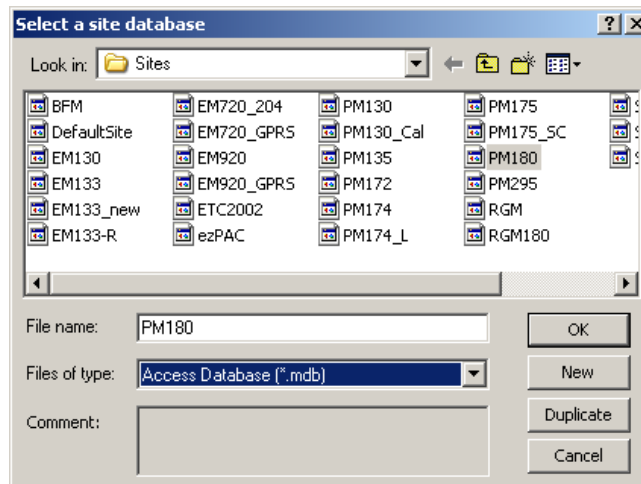 Select a site database
Look in: Sites
BFM EM720_204 PM130 PM175
DefaultSite EM720_GPRS PM130_Cal PM175_SC
EM130 EM920 PM135 PM180
EM133 EM920_GPRS PM172 PM295
EM133_new ETC2002 PM174 RGM
EM133-R ezPAC PM174_L RGM180
File name: PM180 OK
Files of type: Access Database (*.mdb) New
Comment: Duplicate
Cancel